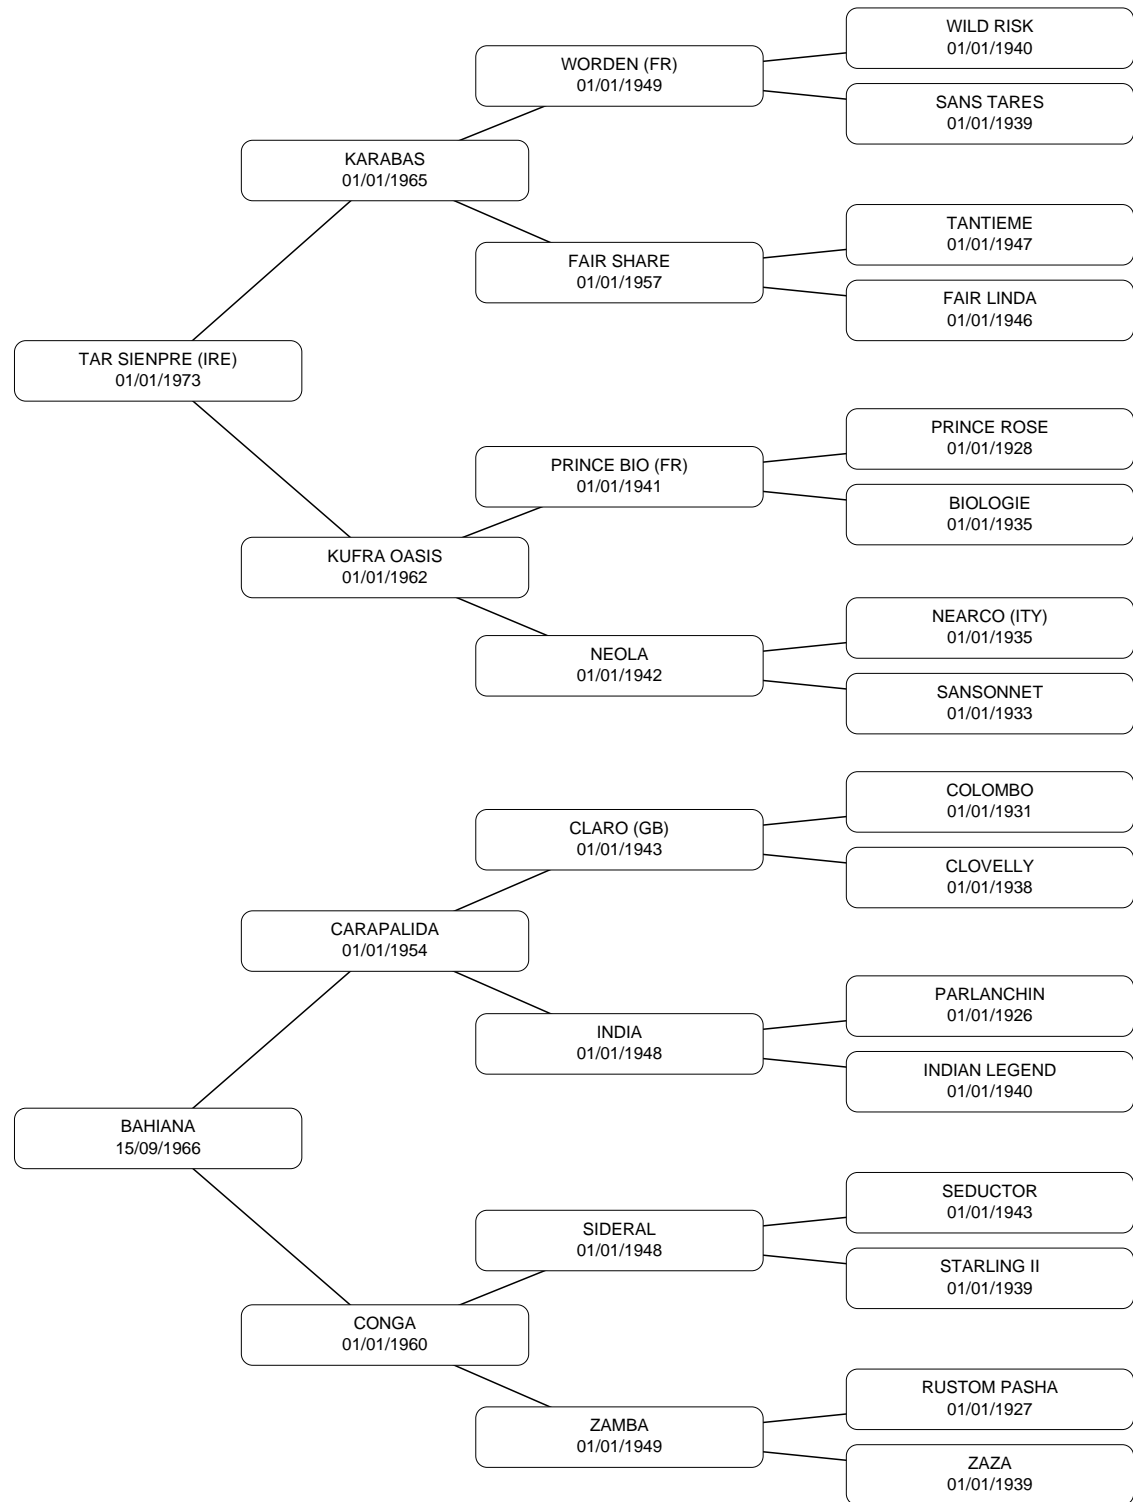 WILD RISK
01/01/1940
WORDEN (FR)
01/01/1949
SANS TARES
01/01/1939
KARABAS
01/01/1965
TANTIEME
01/01/1947
FAIR SHARE
01/01/1957
FAIR LINDA
01/01/1946
TAR SIENPRE (IRE)
01/01/1973
PRINCE ROSE
01/01/1928
PRINCE BIO (FR)
01/01/1941
BIOLOGIE
01/01/1935
KUFRA OASIS
01/01/1962
NEARCO (ITY)
01/01/1935
NEOLA
01/01/1942
SANSONNET
01/01/1933
COLOMBO
01/01/1931
CLARO (GB)
01/01/1943
CLOVELLY
01/01/1938
CARAPALIDA
01/01/1954
PARLANCHIN
01/01/1926
INDIA
01/01/1948
INDIAN LEGEND
01/01/1940
BAHIANA
15/09/1966
SEDUCTOR
01/01/1943
SIDERAL
01/01/1948
STARLING II
01/01/1939
CONGA
01/01/1960
RUSTOM PASHA
01/01/1927
ZAMBA
01/01/1949
ZAZA
01/01/1939